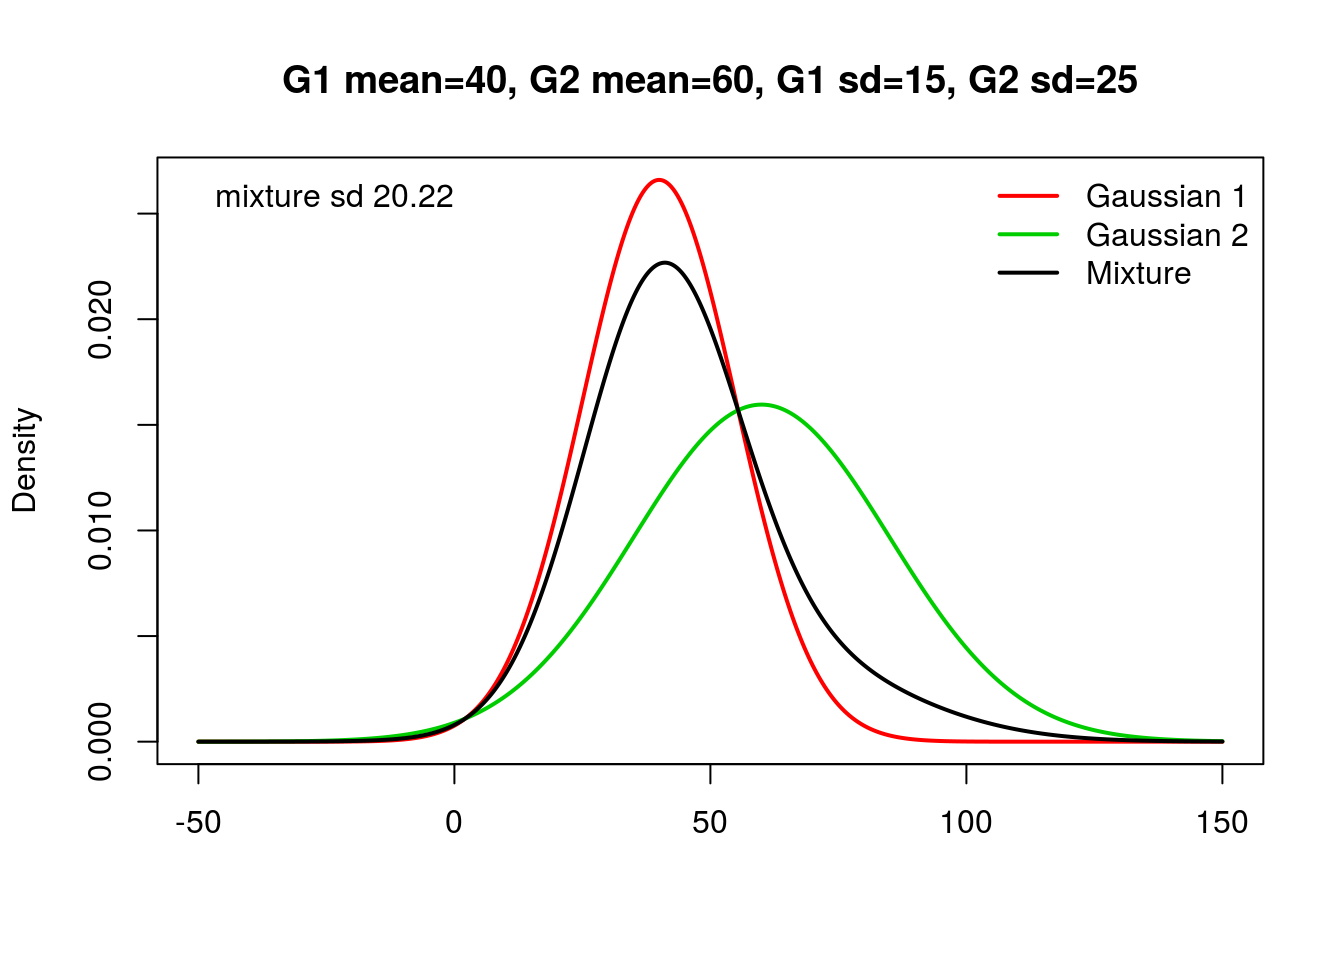 G1 mean=40, G2 mean=60, G1 sd=15, G2 sd=25
mixture sd 20.22
Gaussian 1
Gaussian 2
Mixture
Density
0.020
0.010
0.000
-50 0 50 100 150